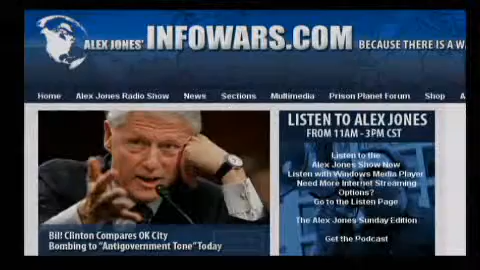 ALEX JONES' INFOWARS.COM BECAUSE THERE IS A W
Home Alex Jones Radio Show News Sections Multimedia Prison Planet Forum Shop A
LISTEN TO ALEX JONES
FROM 11AM - 3PM CST
Listen to the
Alex Jones Show Now
Listen with Windows Media Player
Need More Internet Streaming
Options?
Go to the Listen Page
The Alex Jones Sunday Edition
Get the Podcast
Bill Clinton Compares OK City
Bombing to "Antigovernment Tone" Today